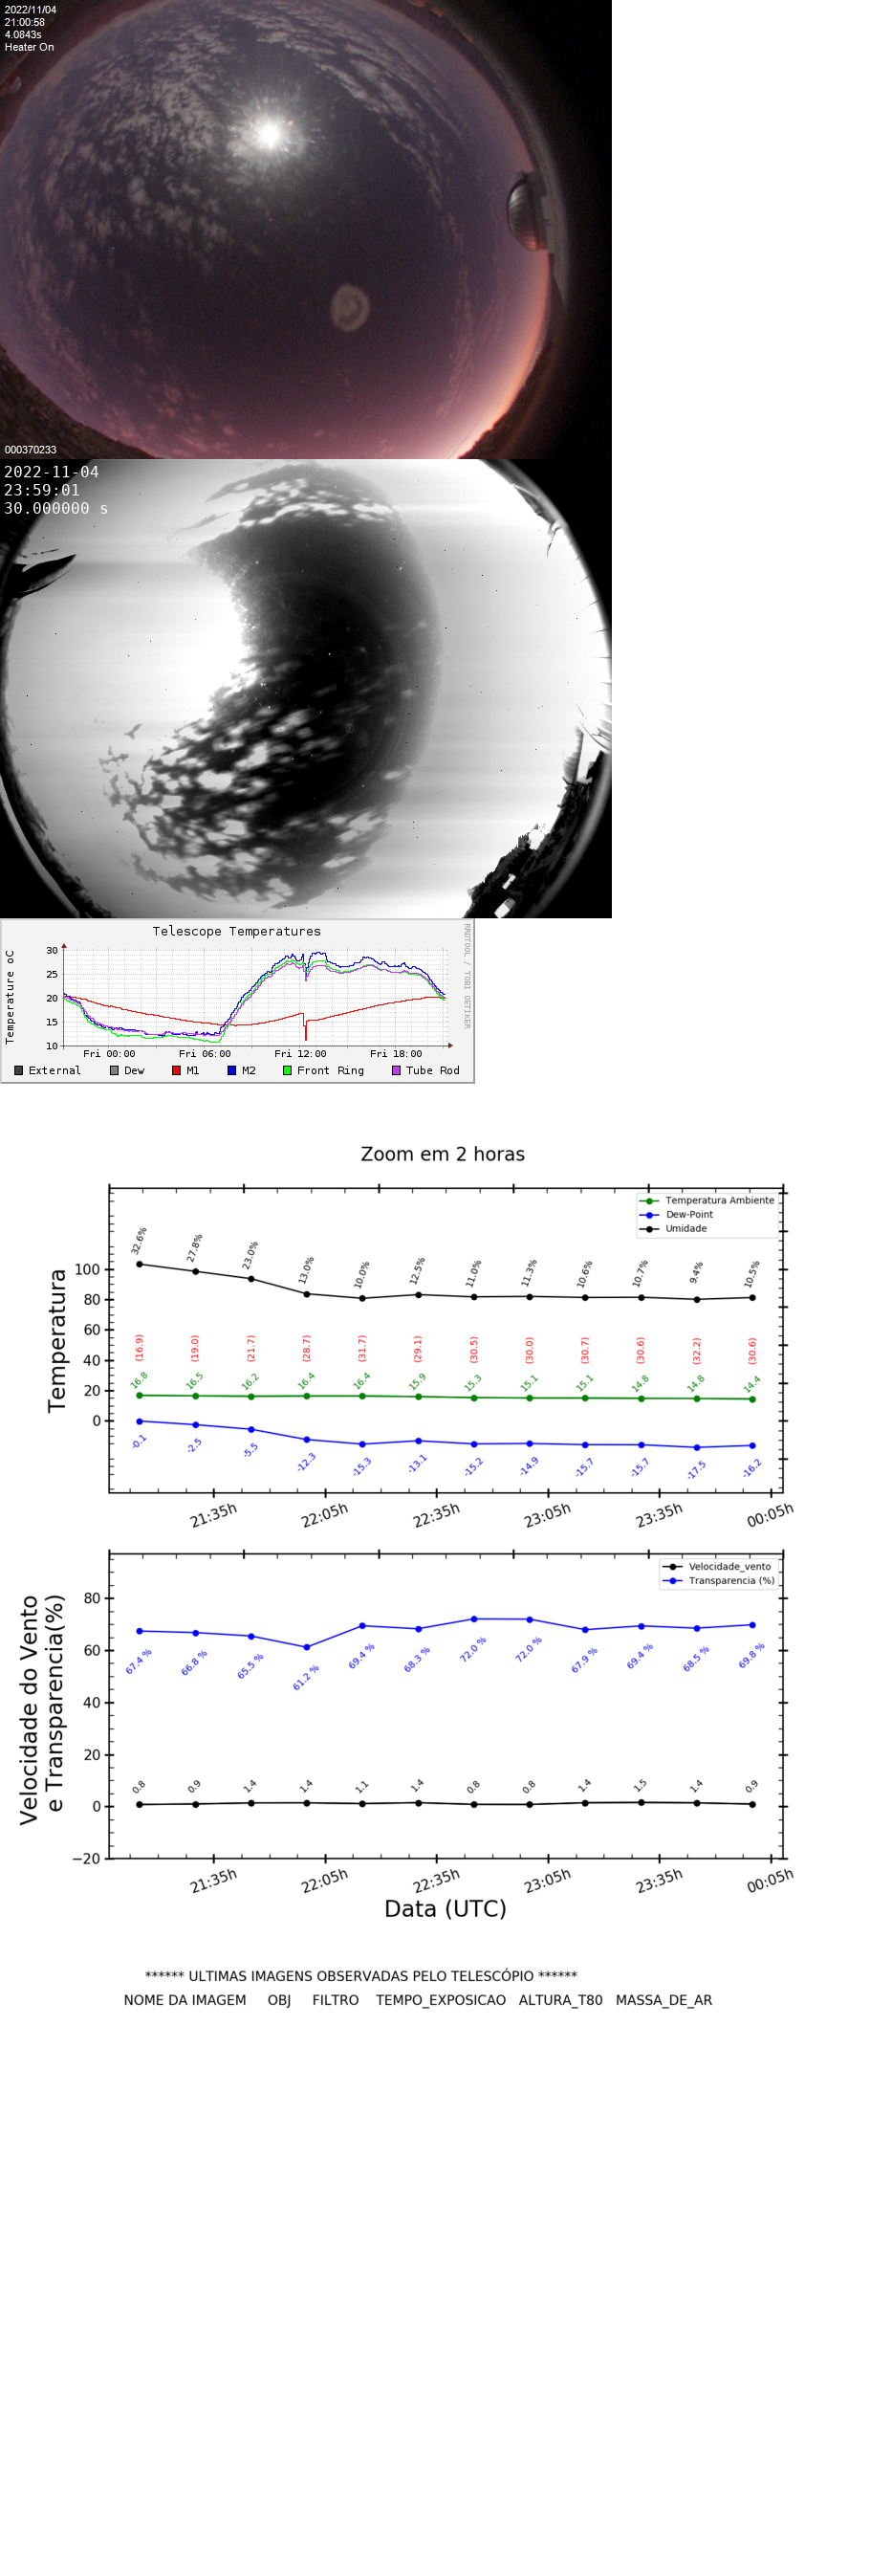 2022/11/04
21:00:58
4.0843s
Heater On
000370233
2022-11-04
23:59:01
30.000000 s
Telescope Temperatures
RRDTOOL / TOBI OETIKER
Temperature oC
30
25
20
15
10
Fri 00:00 Fri 06:00 Fri 12:00 Fri 18:00
External Dew M1 M2 Front Ring Tube Rod
Zoom em 2 horas
Temperatura Ambiente
Dew-Point
Umidade
Temperatura
100
80
60
40
20
0
32.6% 27.8% 23.0% 13.0% 10.0% 12.5% 11.0% 11.3% 10.6% 10.7% 9.4% 10.5%
(16.9) (19.0) (21.7) (28.7) (31.7) (29.1) (30.5) (30.0) (30.7) (30.6) (32.2) (30.6)
16.8 16.5 16.2 16.4 16.4 15.9 15.3 15.1 15.1 14.8 14.8 14.4
-0.1 -2.5 -5.5 -12.3 -15.3 -13.1 -15.2 -14.9 -15.7 -15.7 -17.5 -16.2
21:35h 22:05h 22:35h 23:05h 23:35h 00:05h
Velocidade_vento
Transparencia (%)
Velocidade do Vento
e Transparencia(%)
80
60
40
20
0
−20
67.4 % 66.8 % 65.5 % 61.2 % 69.4 % 68.3 % 72.0 % 72.0 % 67.9 % 69.4 % 68.5 % 69.8 %
0.8 0.9 1.4 1.4 1.1 1.4 0.8 0.8 1.4 1.5 1.4 0.9
21:35h 22:05h 22:35h 23:05h 23:35h 00:05h
Data (UTC)
****** ULTIMAS IMAGENS OBSERVADAS PELO TELESCÓPIO ******
NOME DA IMAGEM OBJ FILTRO TEMPO_EXPOSICAO ALTURA_T80 MASSA_DE_AR